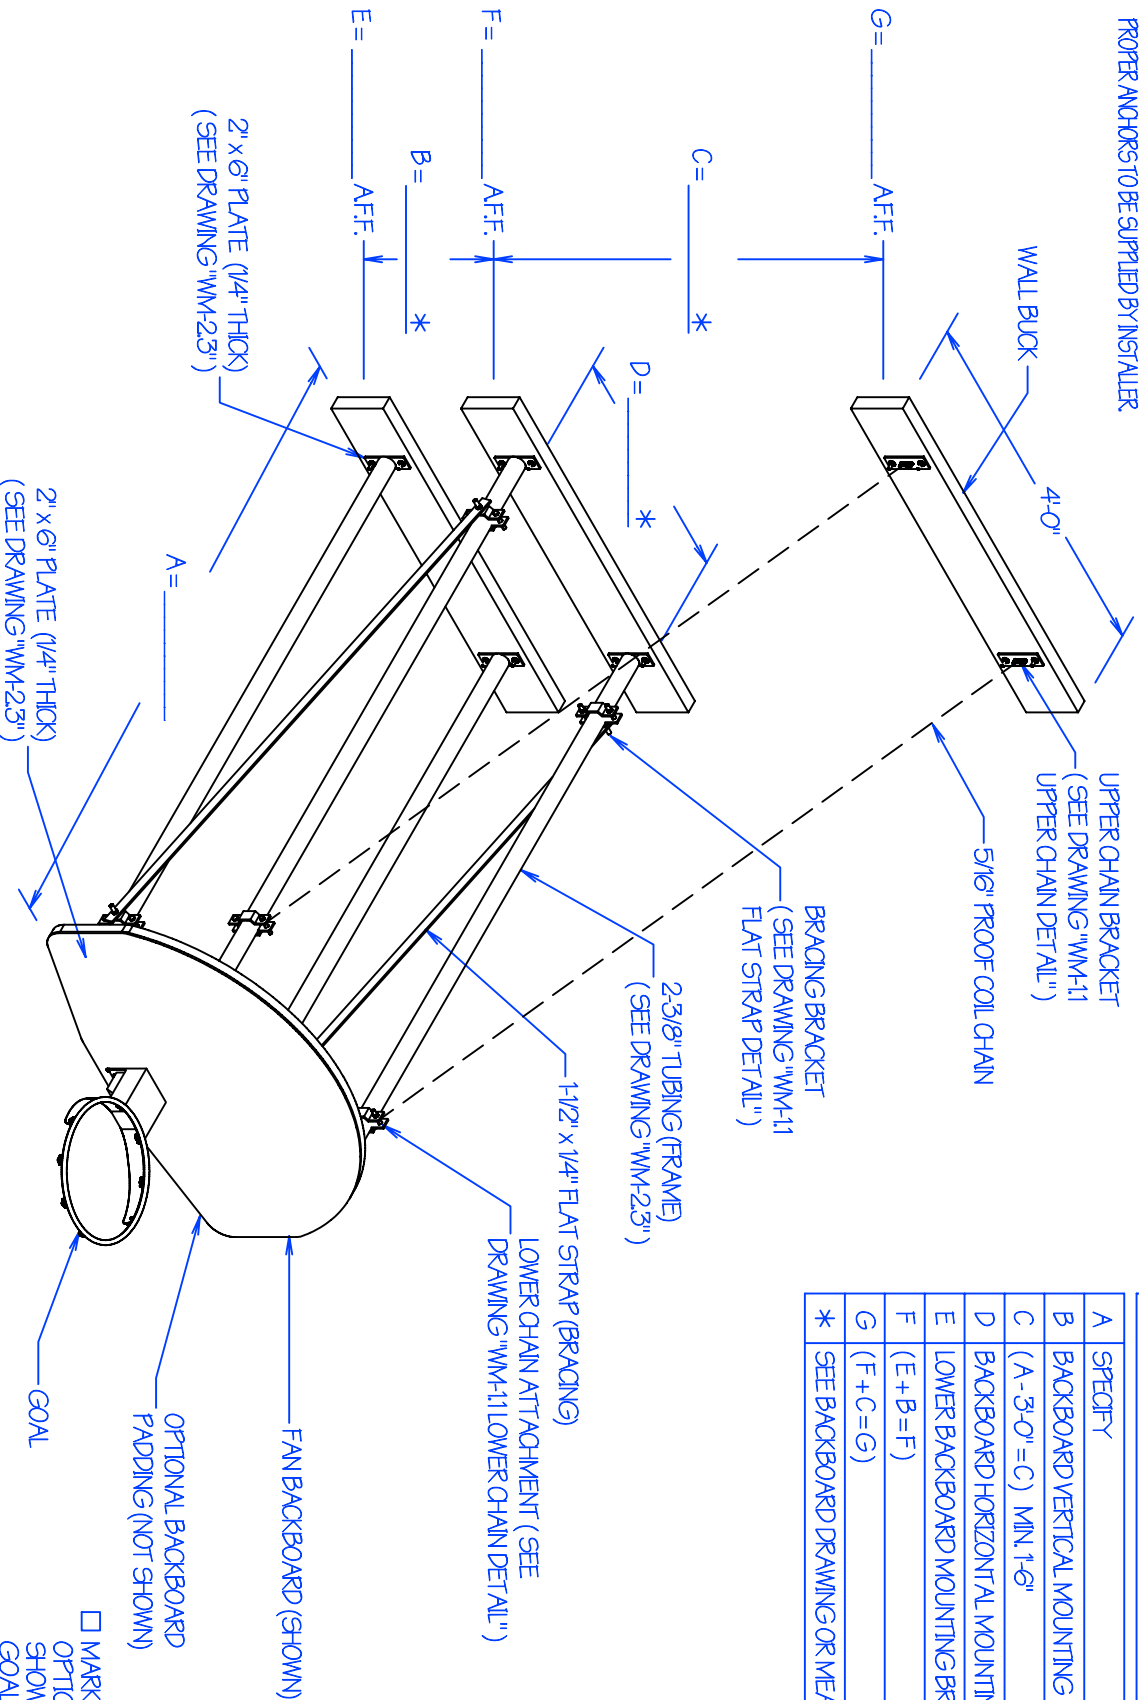 PROPER ANCHORS TO BE SUPPLIED BY INSTALLER.
G= A.F.F.
F= A.F.F.
E= A.F.F.
C= *
B= *
D= *
A=
4'-0"
WALL BUCK
UPPER CHAIN BRACKET
(SEE DRAWING "WM-1.1
UPPER CHAIN DETAIL")
5/16" PROOF COIL CHAIN
BRACING BRACKET
(SEE DRAWING "WM-1.1
FLAT STRAP DETAIL")
2-3/8" TUBING (FRAME)
(SEE DRAWING "WM-2.3")
1-1/2" x 1/4" FLAT STRAP (BRACING)
LOWER CHAIN ATTACHMENT (SEE
DRAWING "WM-1.1 LOWER CHAIN DETAIL")
FAN BACKBOARD (SHOWN)
OPTIONAL BACKBOARD
PADDING (NOT SHOWN)
GOAL
2" x 6" PLATE (1/4" THICK)
(SEE DRAWING "WM-2.3")
2" x 6" PLATE (1/4" THICK)
(SEE DRAWING "WM-2.3")
A SPECIFY
B BACKBOARD VERTICAL MOUNTING
C (A - 3'-0" = C) MIN. 1'-6"
D BACKBOARD HORIZONTAL
E LOWER BACKBOARD MOUNTING
F (E + B = F)
G (F + C = G)
* SEE BACKBOARD DRAWING OR
MARK
GOAL